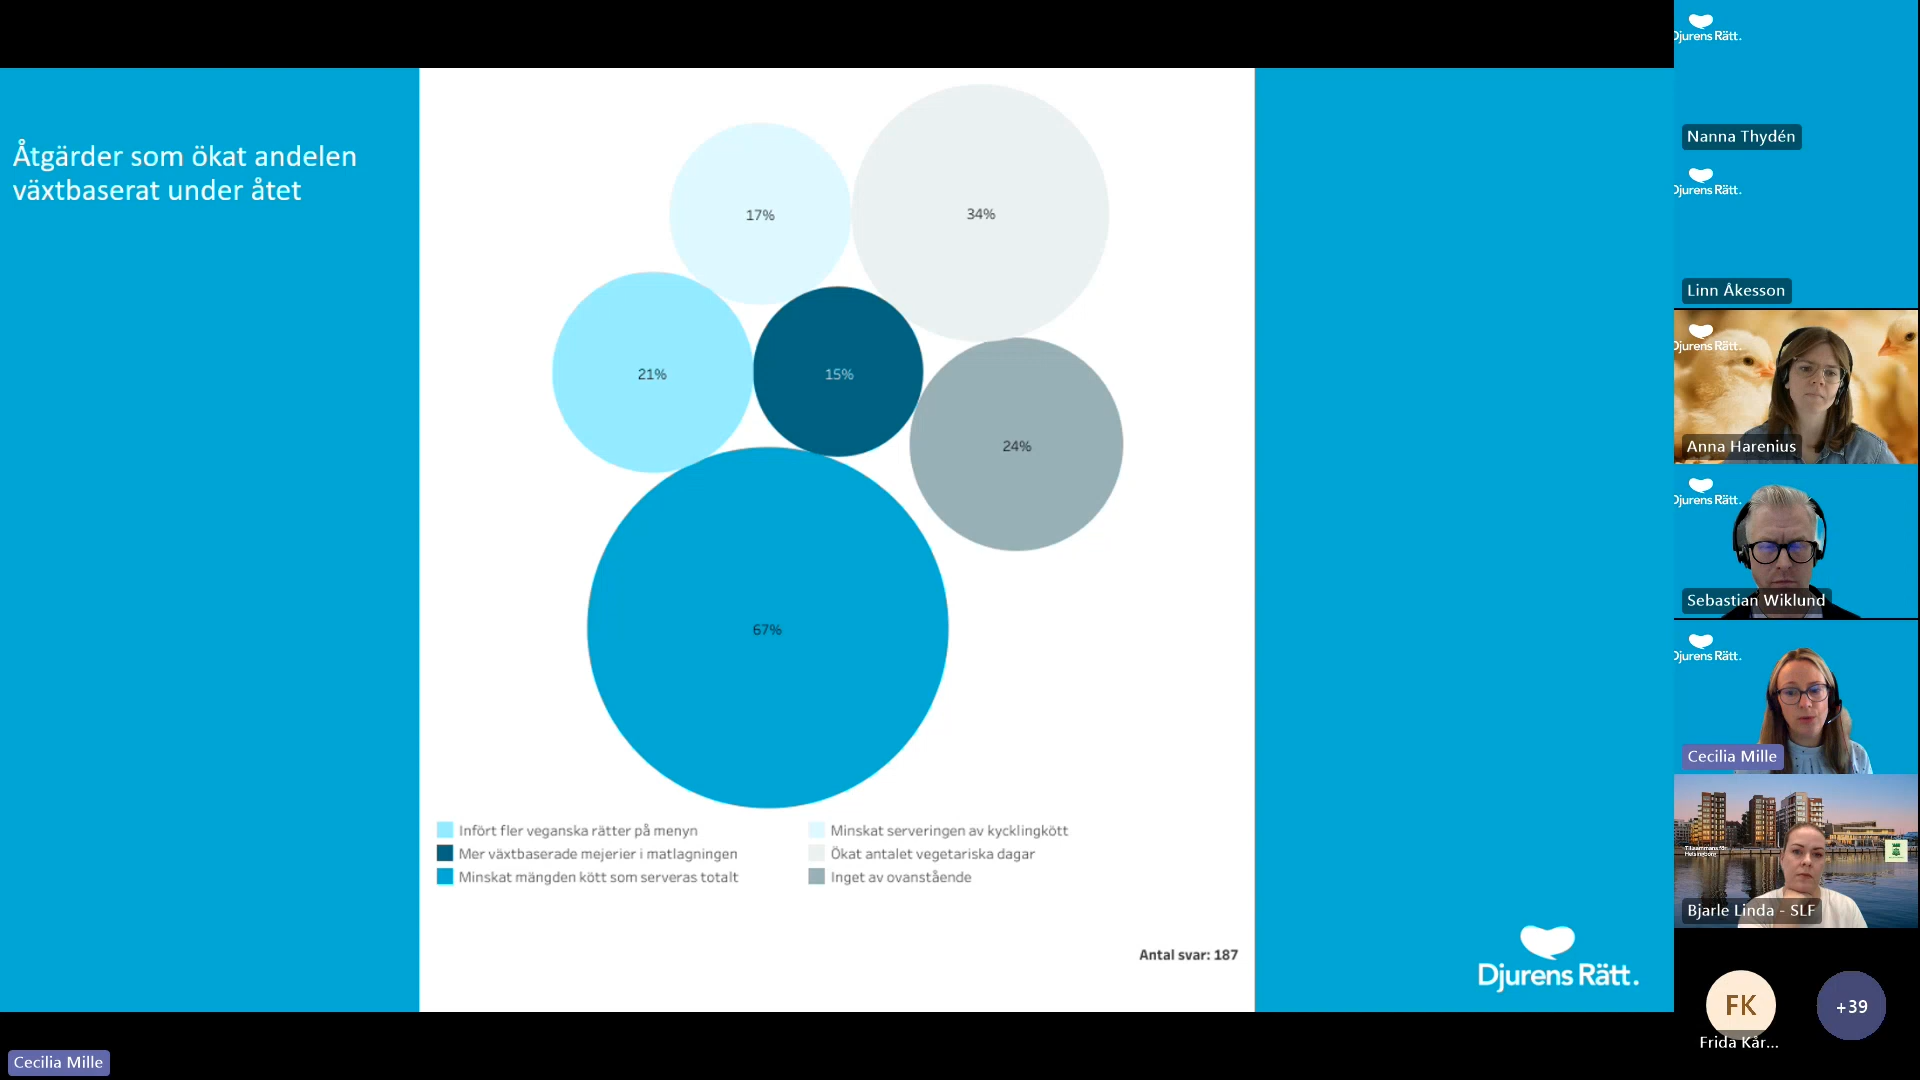 Åtgärder som ökat andelen
växtbaserat under åtet
17%
34%
21%
15%
24%
67%
Infört fler veganska rätter på menyn
Mer växtbaserade mejerier i matlagningen
Minskat mängden kött som serveras totalt
Minskat serveringen av kycklingkött
Ökat antalet vegetariska dagar
Inget av ovanstående
Antal svar: 187
Djurens Rätt.
Djurens Rätt.
Nanna Thydén
Djurens Rätt.
Linn Åkesson
Djurens Rätt.
Anna Harenius
Djurens Rätt.
Sebastian Wiklund
Djurens Rätt.
Cecilia Mille
Tillsammans för
Helsingborg
Bjarle Linda - SLF
FK
Frida Kår...
+39
Cecilia Mille